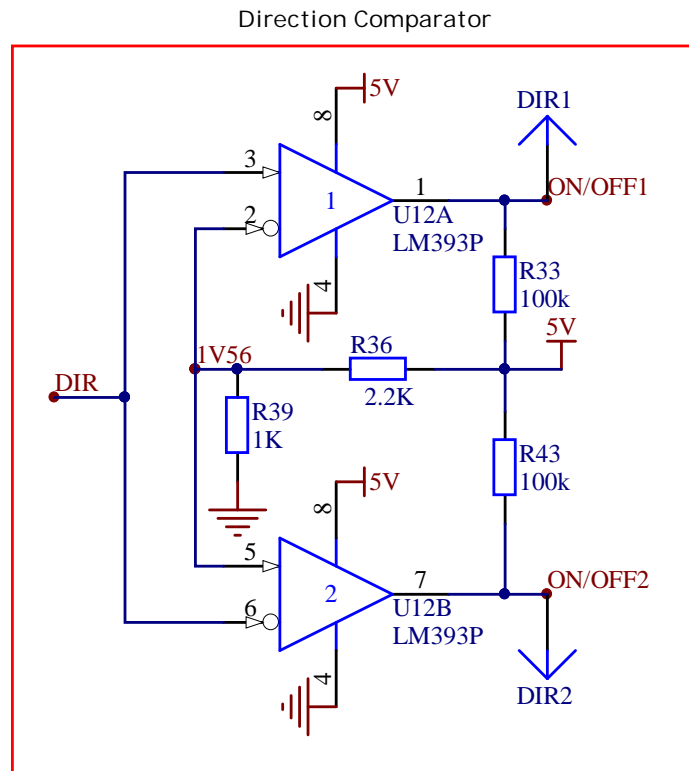 Direction Comparator
5V
DIR1
8
3
1
ON/OFF1
1
2
U12A
LM393P
4
R33
100k
5V
1V56
R36
DIR
2.2K
R39
1K
R43
100k
5V
8
5
7
ON/OFF2
2
6
U12B
LM393P
4
DIR2